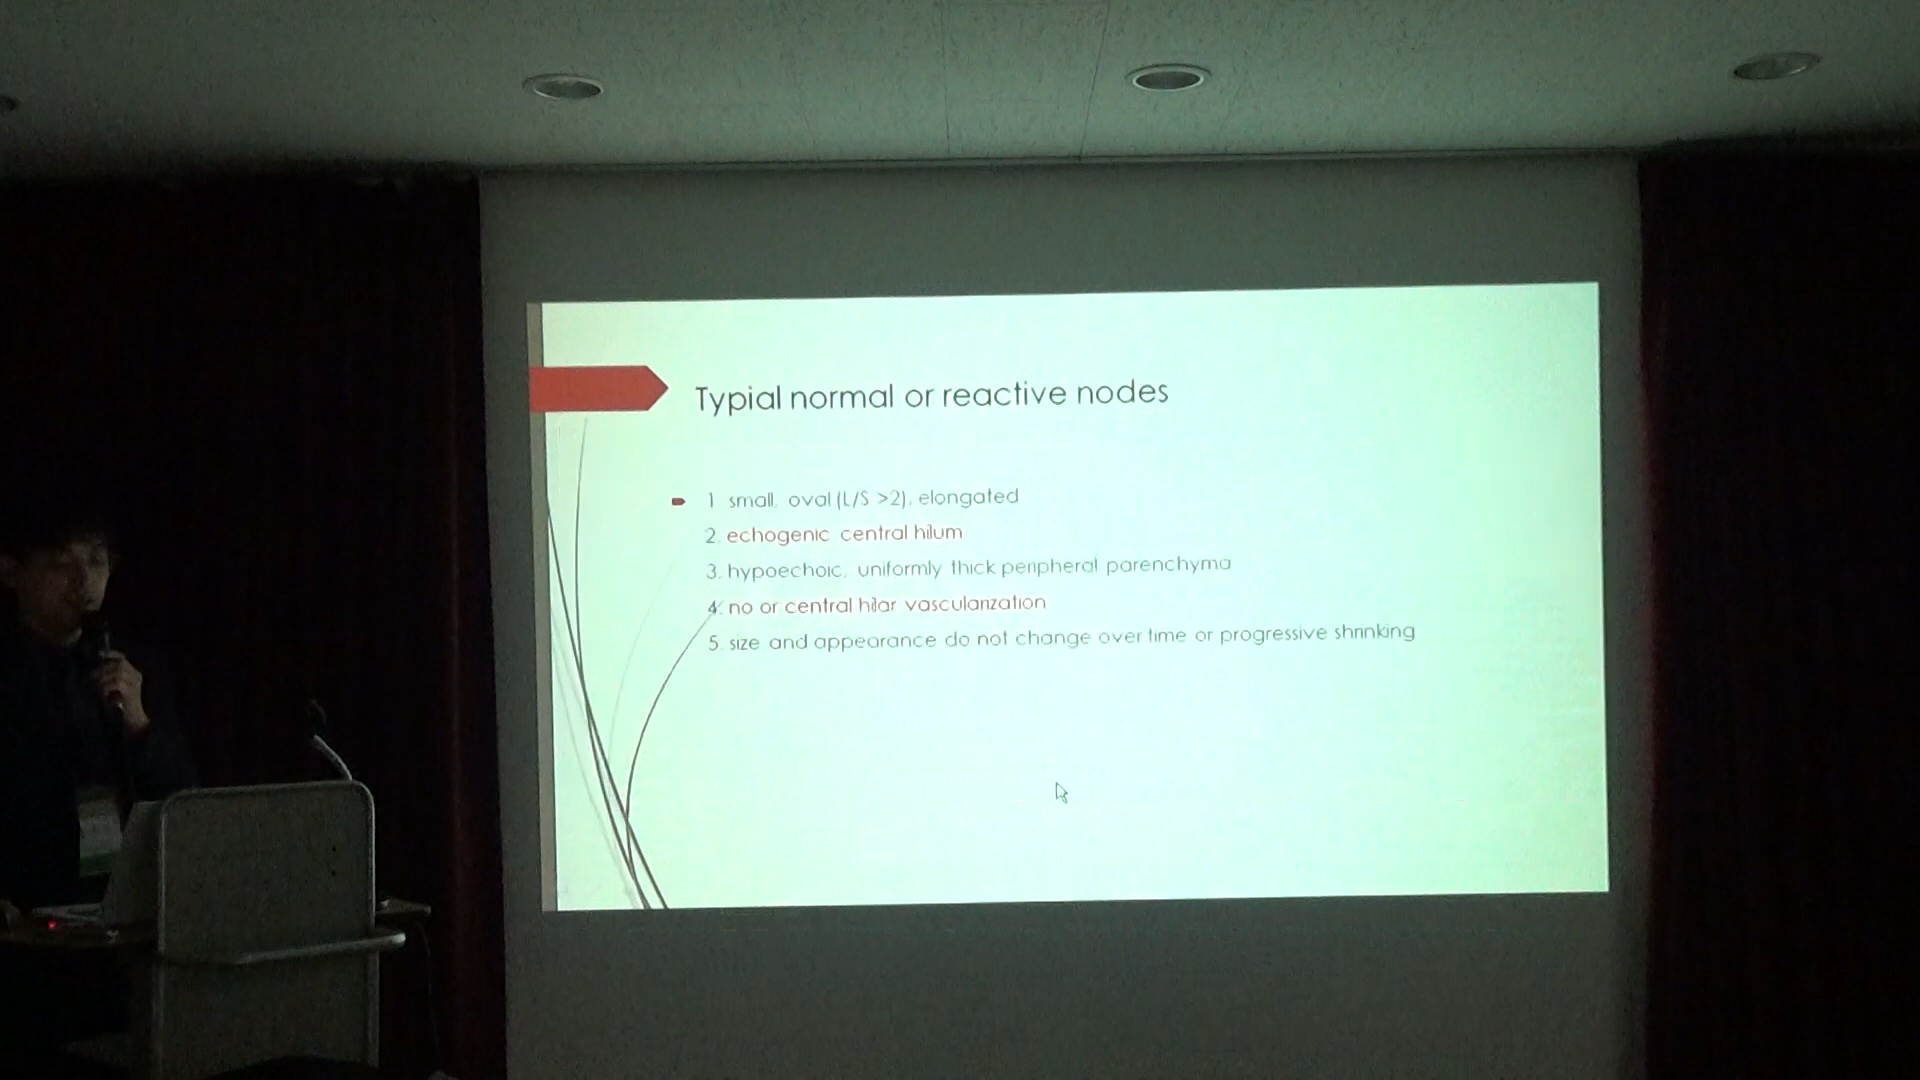 Typial normal or reactive nodes
1 small, oval (L/S >2), elongated
2. echogenic central hilum
3. hypoechoic, uniformly thick peripheral parenchyma
4. no or central hilar vascularization
5. size and appearance do not change over time or progressive shrinking